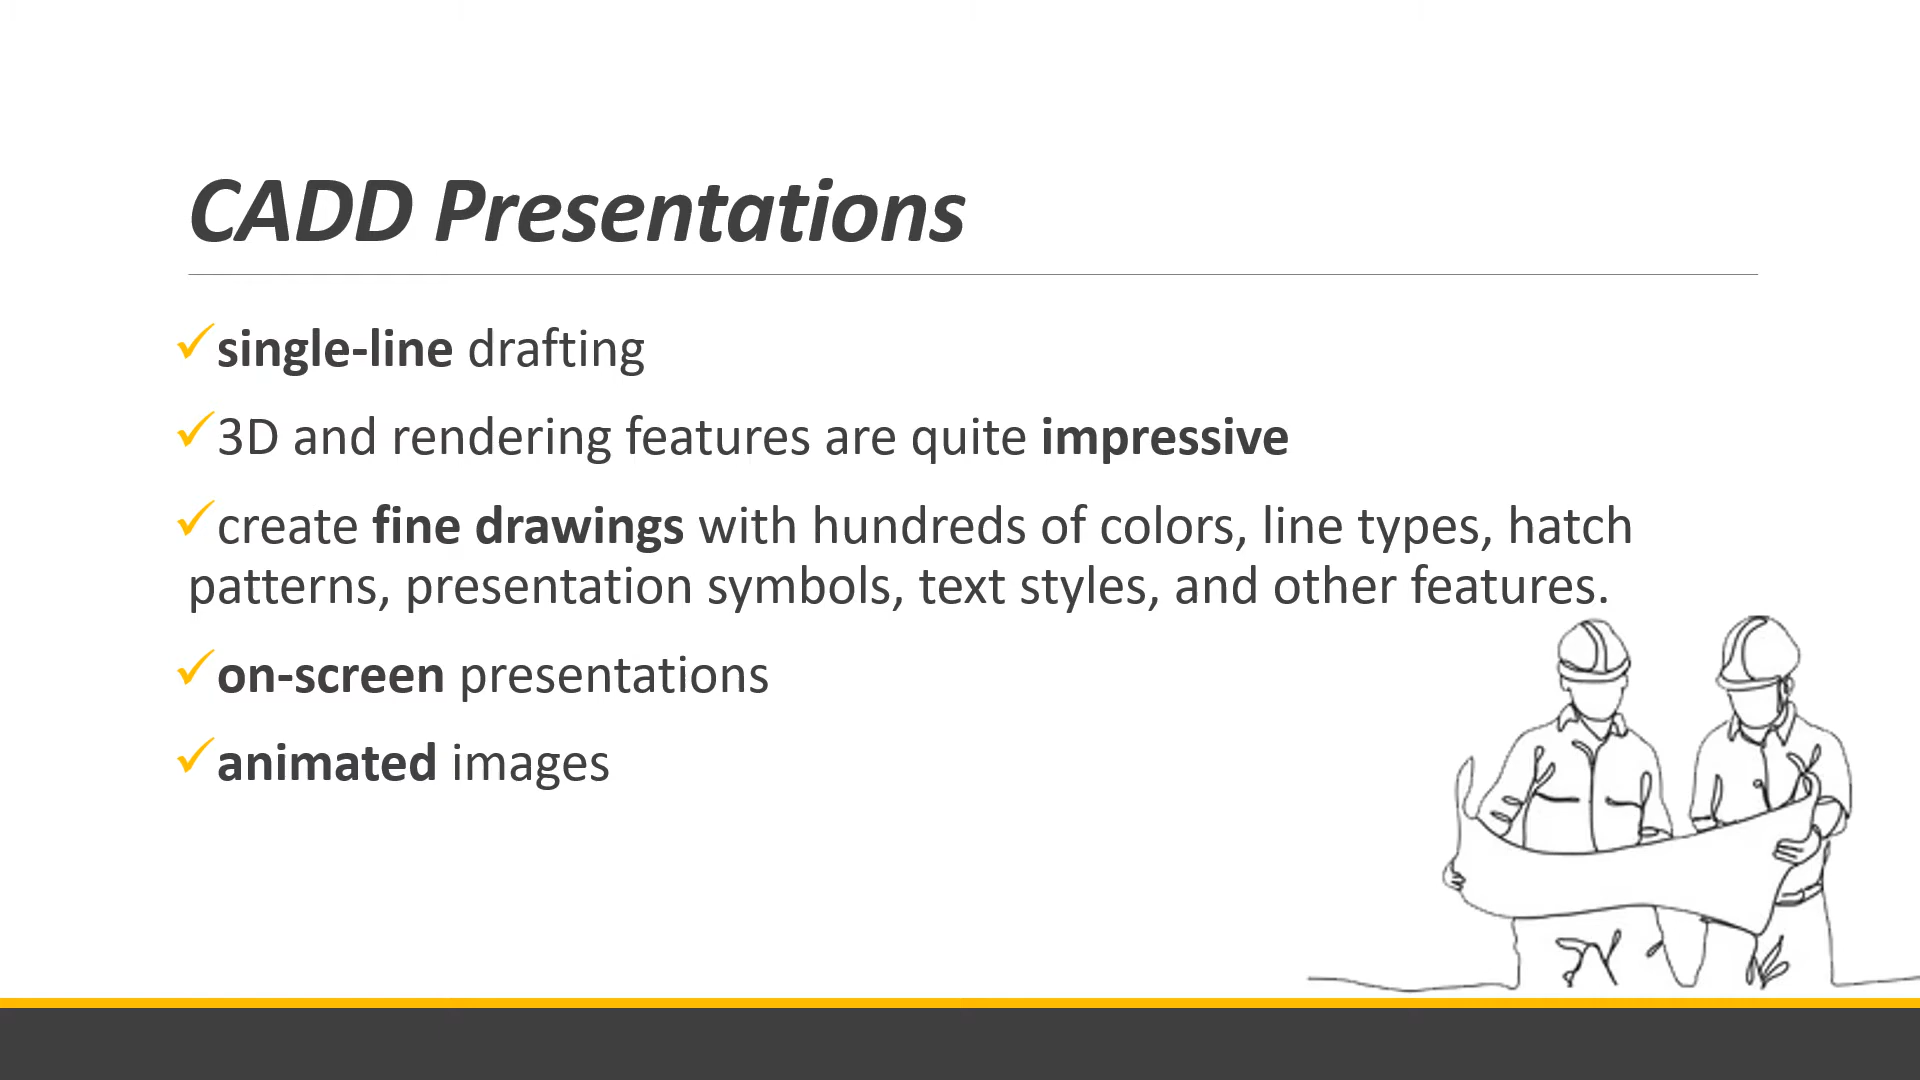 CADD Presentations
✓single-line drafting
✓3D and rendering features are quite impressive
✓create fine drawings with hundreds of colors, line types, hatch
patterns, presentation symbols, text styles, and other features.
✓on-screen presentations
✓animated images